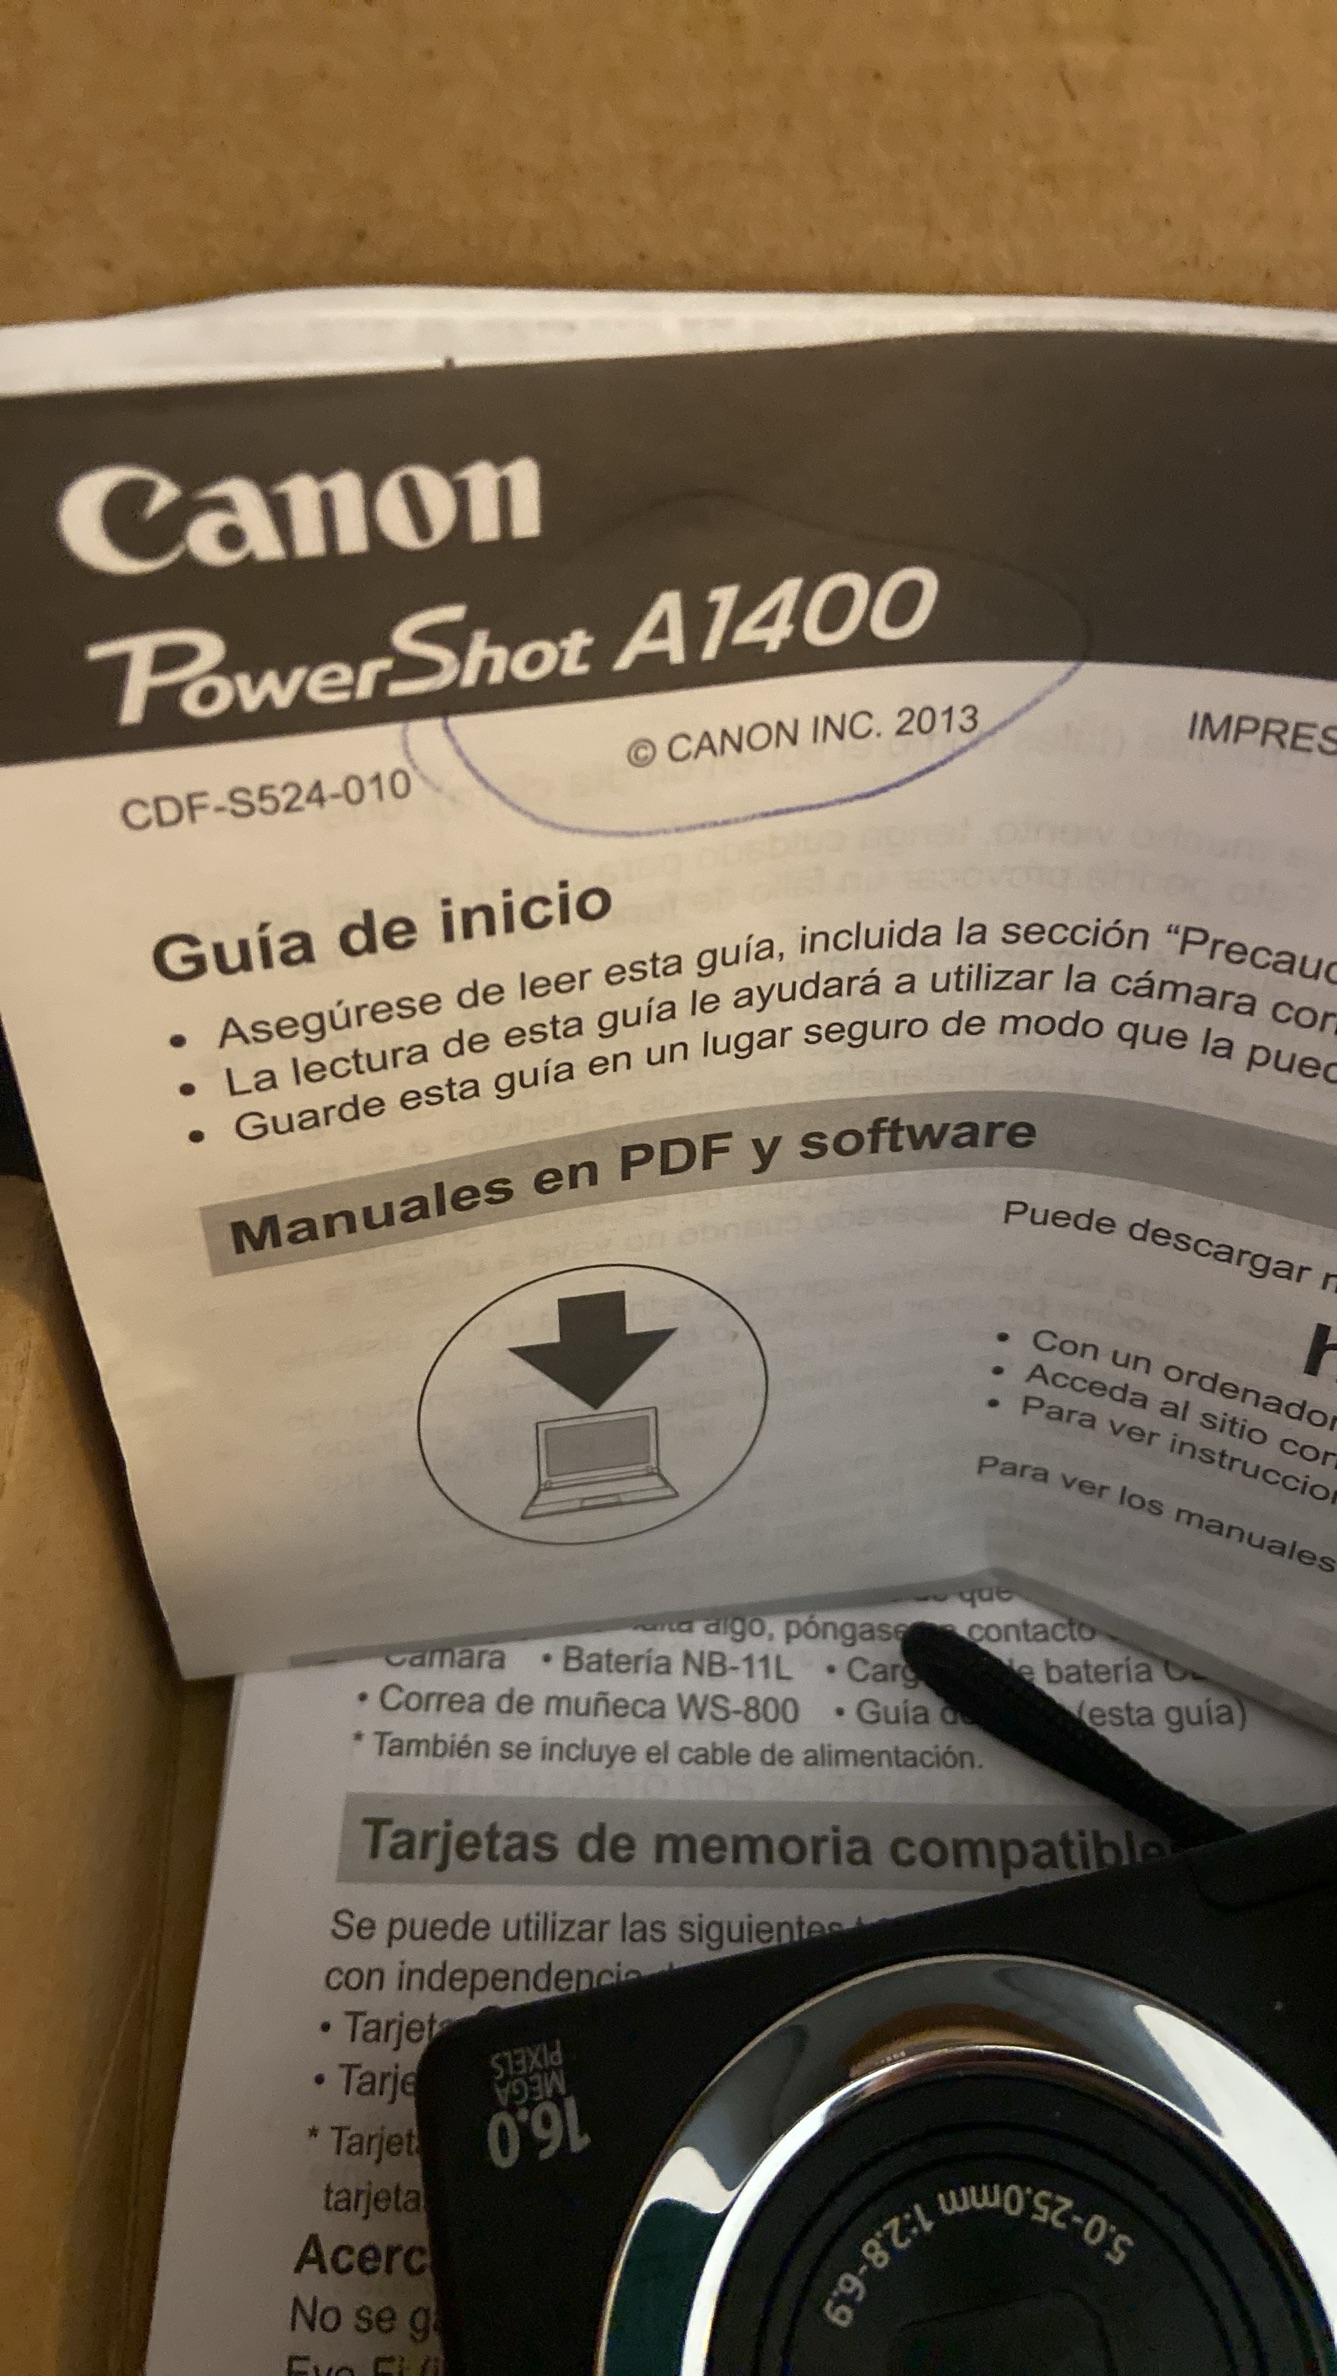 Canon
PowerShot A1400
© CANON INC. 2013
IMPRES
CDF-S524-010
Guía de inicio
• Asegúrese de leer esta guía, incluida la sección “Precauc
• La lectura de esta guía le ayudará a utilizar la cámara con
• Guarde esta guía en un lugar seguro de modo que la pued
Manuales en PDF y software
Puede descargar
• Con un ordenador
• Acceda al sitio con
• Para ver instruccion
Para ver los manuales
que
algo, póngase contacto
Cámara • Batería NB-11L • Carg de batería
• Correa de muñeca WS-800 • Guía (esta guía)
* También se incluye el cable de alimentación.
Tarjetas de memoria compatible
Se puede utilizar las siguientes
con independencia
• Tarjet
• Tarje
* Tarjet
tarjeta
Acerc
No se g
16.0
MEGA
PIXELS
5.0-25.0mm 1:2.8-6.9